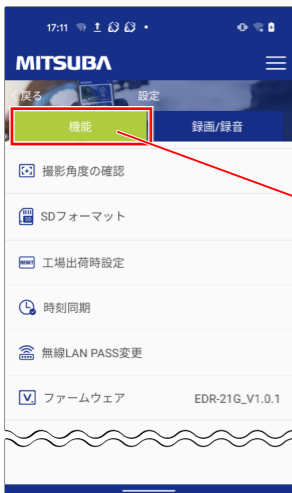 17:11
MITSUBA
戻る 設定
機能 録画/録音
撮影角度の確認
SDフォーマット
RESET 工場出荷時設定
時刻同期
無線LAN PASS変更
V. ファームウェア EDR-21G_V1.0.1